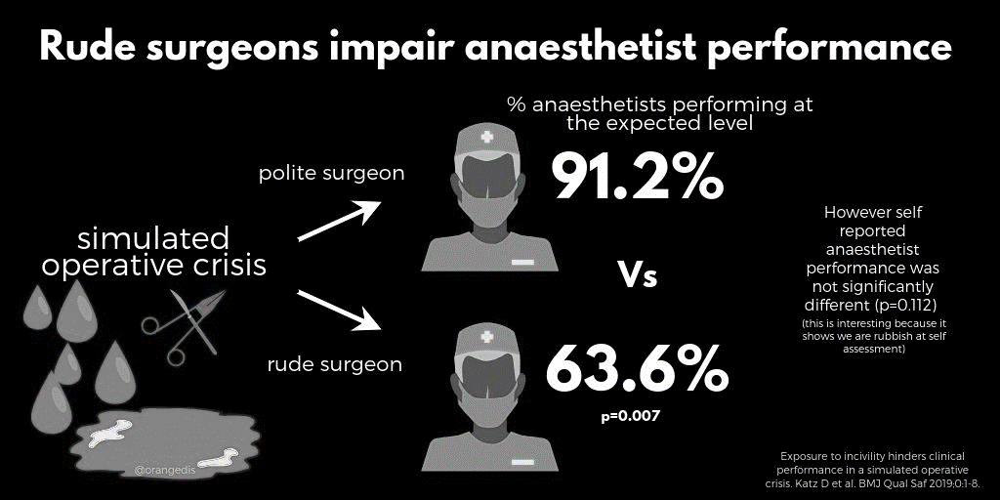 Rude surgeons impair anaesthetist performance
% anaesthetists performing at
the expected level
polite surgeon
91.2%
simulated
operative crisis
Vs
However self
reported
anaesthetist
performance was
not significantly
different (p=0.112)
(this is interesting because it
shows we are rubbish at self
assessment)
rude surgeon
63.6%
p=0.007
@orangedis
Exposure to incivility hinders clinical
performance in a simulated operative
crisis. Katz D et al. BMJ Qual Saf 2019;0:1-8.